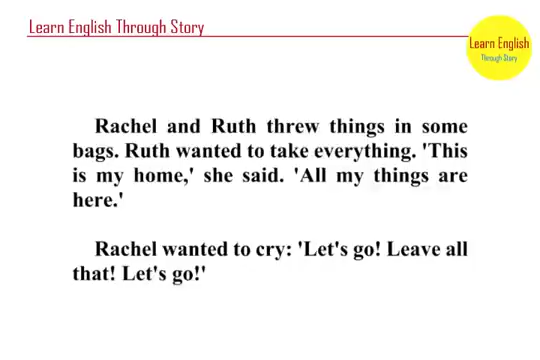 Learn English Through Story
Learn English
Through Story
Rachel and Ruth threw things in some
bags. Ruth wanted to take everything. 'This
is my home,' she said. 'All my things are
here.'
Rachel wanted to cry: 'Let's go! Leave all
that! Let's go!'